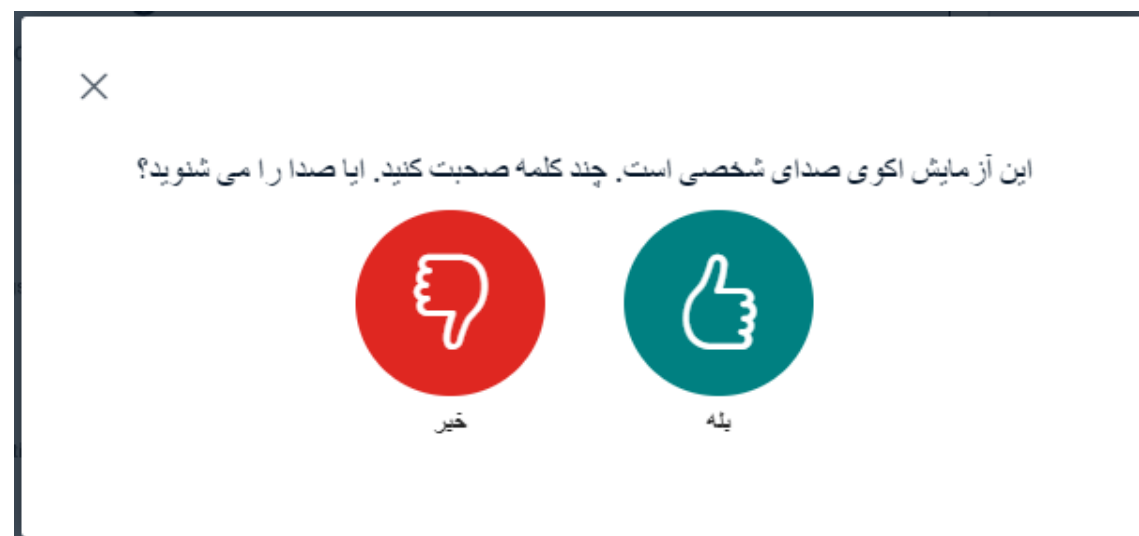 این آزمایش اکوی صدای شخصی است. چند کلمه صحبت کنید. ایا صدا را می شنوید؟
بله
خیر